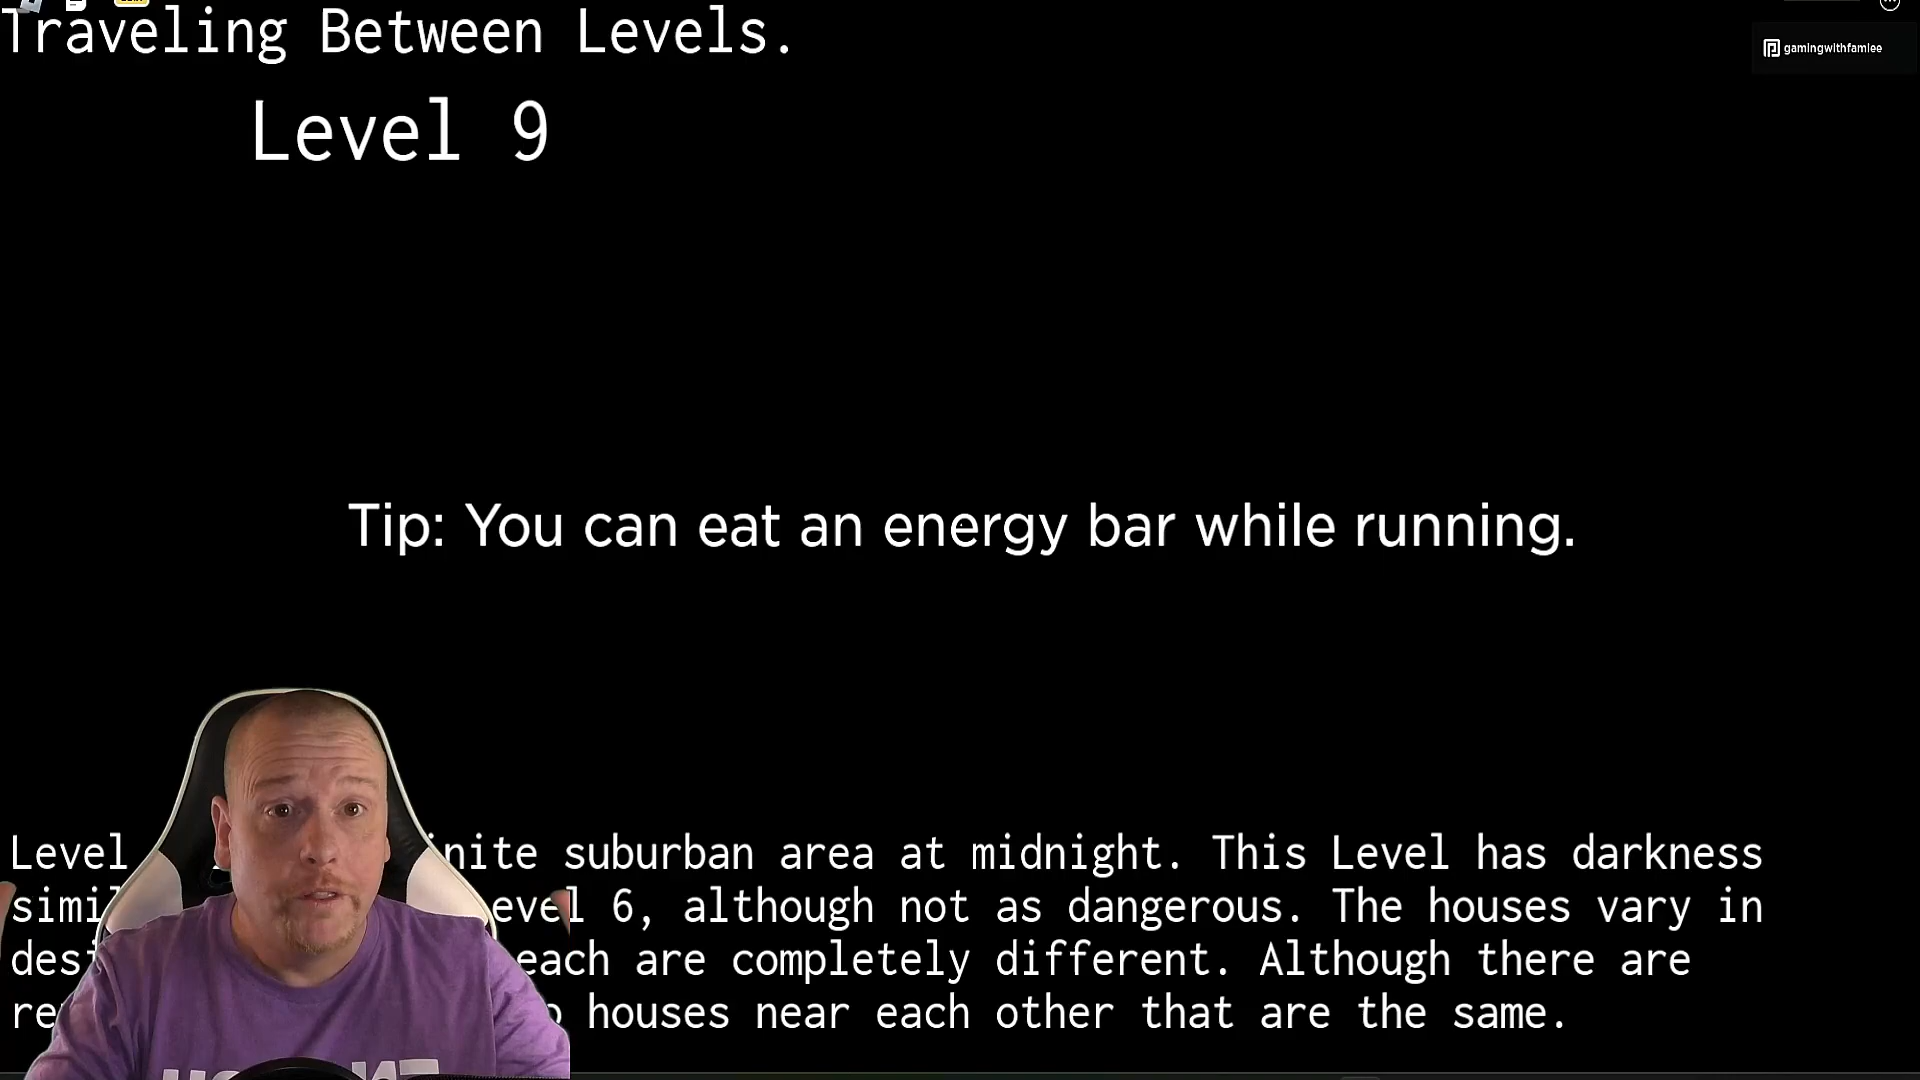 Traveling Between Levels.
gamingwithfamlee
Level 9
Tip: You can eat an energy bar while running.
Level nite suburban area at midnight. This Level has darkness
simil evel 6, although not as dangerous. The houses vary in
desi each are completely different. Although there are
re houses near each other that are the same.